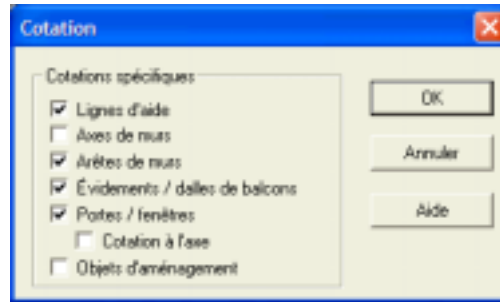 Cotation
Cotations spécifiques
Lignes d'aide
Axes de murs
Arêtes de murs
Évidements / dalles de balcons
Portes / fenêtres
Cotation à l'axe
Objets d'aménagement
OK
Annuler
Aide